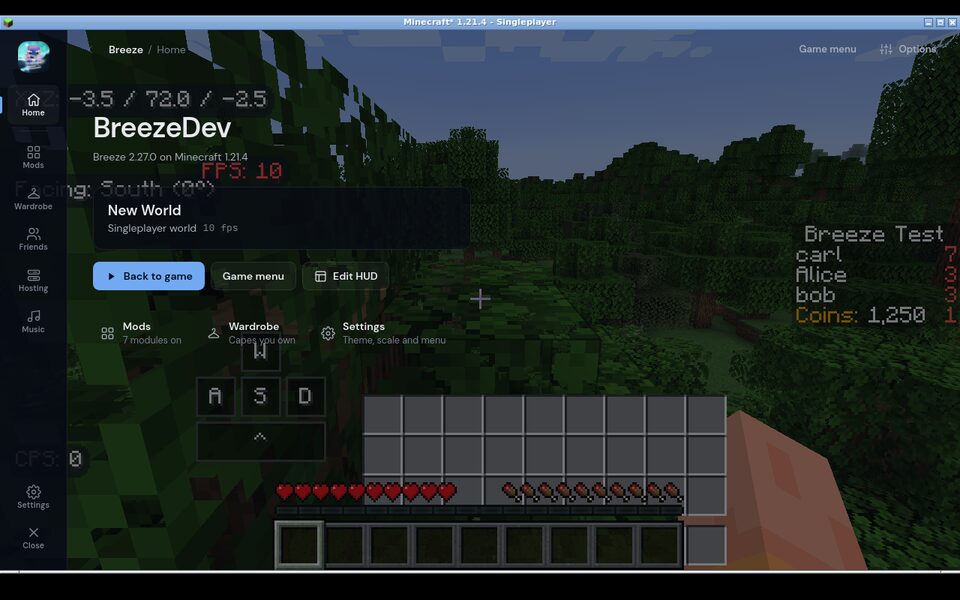 Minecraft* 1.21.4 - Singleplayer
Breeze / Home
Game menu
Options
-3.5 / 72.0 / -2.5
Home
BreezeDev
Breeze 2.27.0 on Minecraft 1.21.4
FPS: 10
Mods
Facing: South (0°)
Wardrobe
New World
Singleplayer world 10 fps
Friends
Breeze Test
carl 7
Alice 3
bob 3
Coins: 1,250 1
Back to game
Game menu
Edit HUD
Hosting
Music
Mods
7 modules on
Wardrobe
Capes you own
Settings
Theme, scale and menu
W
A S D
^
CPS: 0
Settings
Close